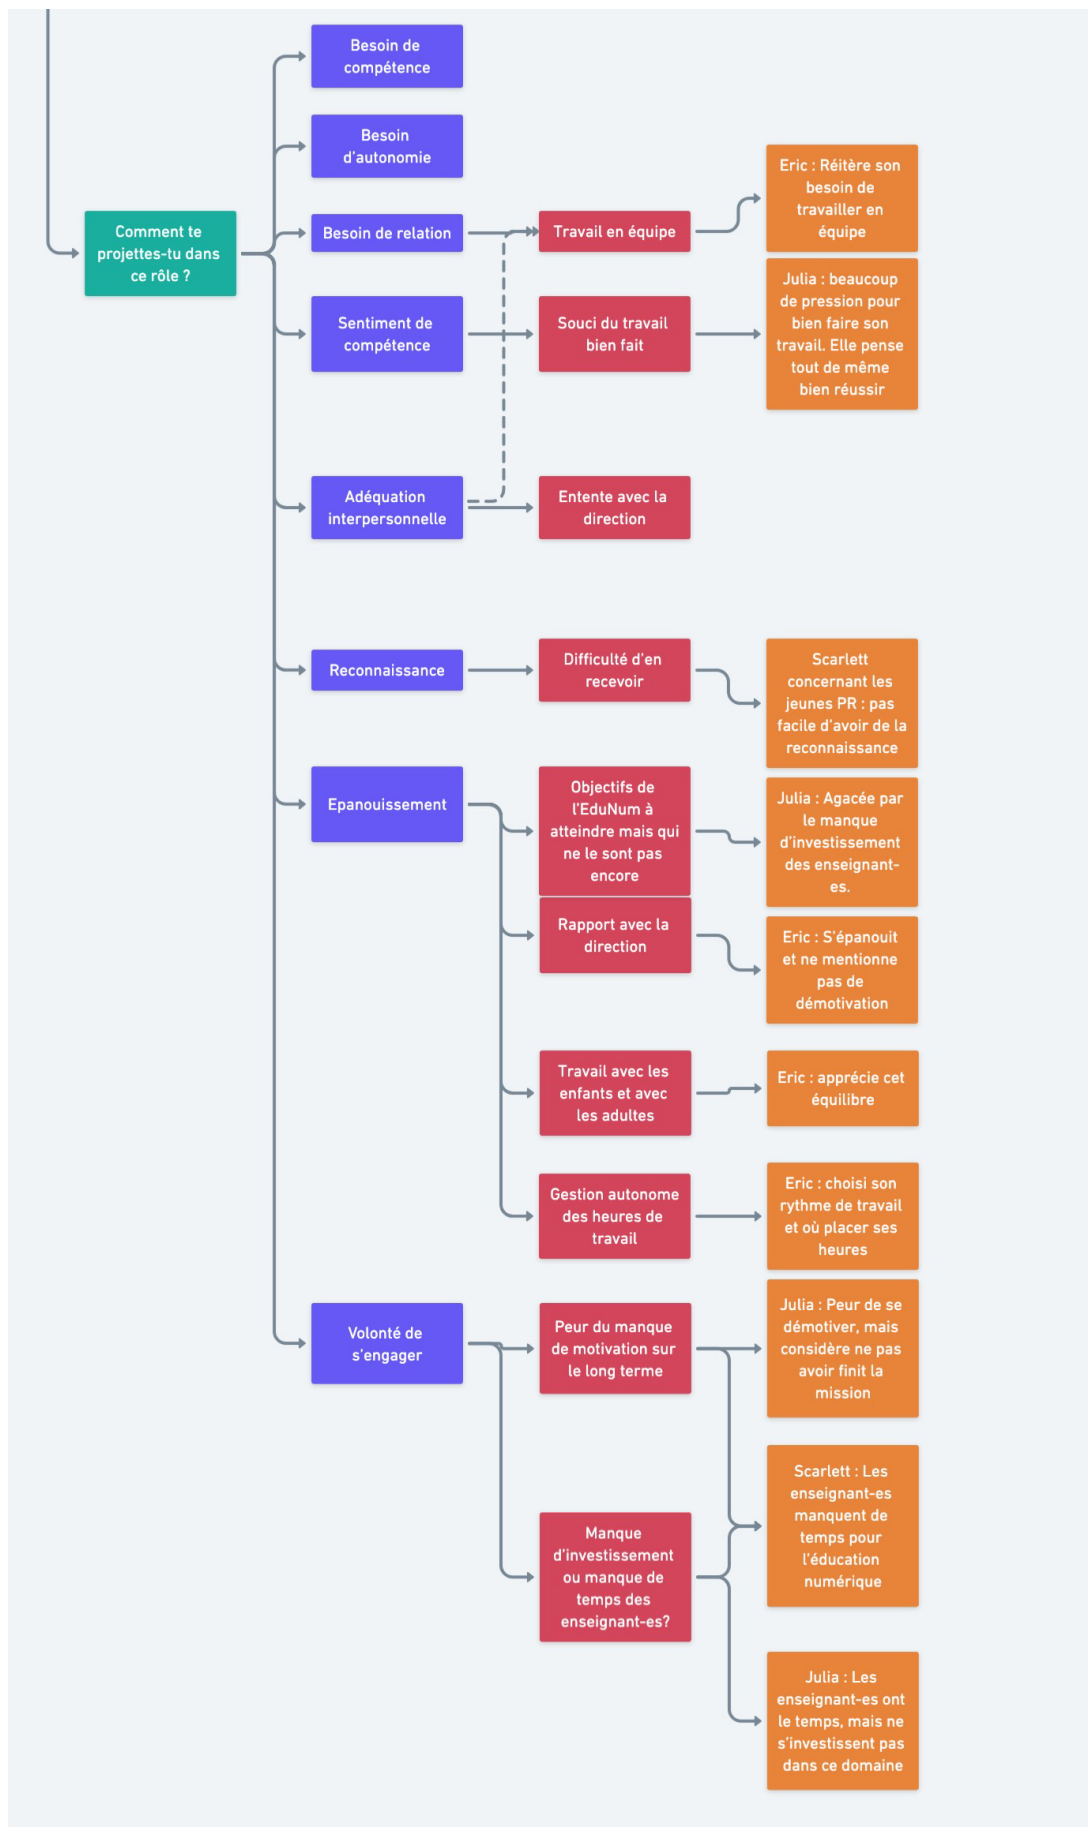 Comment te
projettes-tu dans
ce rôle ?
Besoin de
compétence
Besoin
d'autonomie
Besoin de relation
Travail en équipe
Eric : Réitère son
besoin de
travailler en
équipe
Sentiment de
compétence
Souci du travail
bien fait
Julia : beaucoup
de pression pour
bien faire son
travail. Elle pense
tout de même
bien réussir
Adéquation
interpersonnelle
Entente avec la
direction
Reconnaissance
Difficulté d'en
recevoir
Scarlett
concernant les
jeunes PR : pas
facile d'avoir de la
reconnaissance
Epanouissement
Objectifs de
l'EduNum à
atteindre mais qui
ne le sont pas
encore
Julia : Agacée par
le manque
d'investissement
des enseignant-
es.
Rapport avec la
direction
Eric : S'épanouit
et ne mentionne
pas de
démotivation
Travail avec les
enfants et avec
les adultes
Eric : apprécie cet
équilibre
Gestion autonome
des heures de
travail
Eric : choisi son
rythme de travail
et où placer ses
heures
Volonté de
s'engager
Peur du manque
de motivation sur
le long terme
Julia : Peur de se
démotiver, mais
considère ne pas
avoir finit la
mission
Scarlett : Les
enseignant-es
manquent de
temps pour
l'éducation
numérique
Manque
d'investissement
ou manque de
temps des
enseignant-es?
Julia : Les
enseignant-es ont
le temps, mais ne
s'investissent pas
dans ce domaine